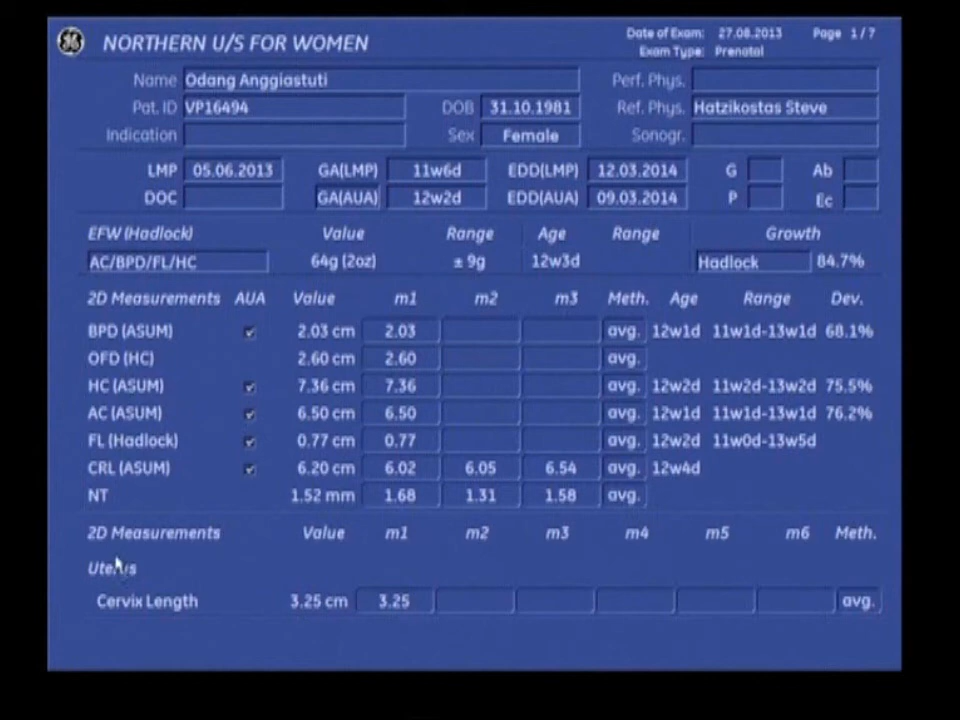 NORTHERN U/S FOR WOMEN
Date of Exam: 27.08.2013 Page 1/7
Exam Type: Prenatal
Name Odang Anggiastuti Perf. Phys.
Pat. ID VP16494 DOB 31.10.1981 Ref. Phys. Hatzikostas Steve
Indication Sex Female Sonogr.
LMP 05.06.2013 GA(LMP) 11w6d EDD(LMP) 12.03.2014 G Ab
DOC GA(AUA) 12w2d EDD(AUA) 09.03.2014 P Ec
EFW (Hadlock) Value Range Age Range Growth
AC/BPD/FL/HC 64g (2oz) ± 9g 12w3d Hadlock 84.7%
2D Measurements AUA Value m1 m2 m3 Meth. Age Range Dev.
BPD (ASUM) 2.03 cm 2.03 avg. 12w1d 11w1d-13w1d 68.1%
OFD (HC) 2.60 cm 2.60 avg.
HC (ASUM) 7.36 cm 7.36 avg. 12w2d 11w2d-13w2d 75.5%
AC (ASUM) 6.50 cm 6.50 avg. 12w1d 11w1d-13w1d 76.2%
FL (Hadlock) 0.77 cm 0.77 avg. 12w2d 11w0d-13w5d
CRL (ASUM) 6.20 cm 6.02 6.05 6.54 avg. 12w4d
NT 1.52 mm 1.68 1.31 1.58 avg.
2D Measurements Value m1 m2 m3 m4 m5 m6 Meth.
Uterus
Cervix Length 3.25 cm 3.25 avg.